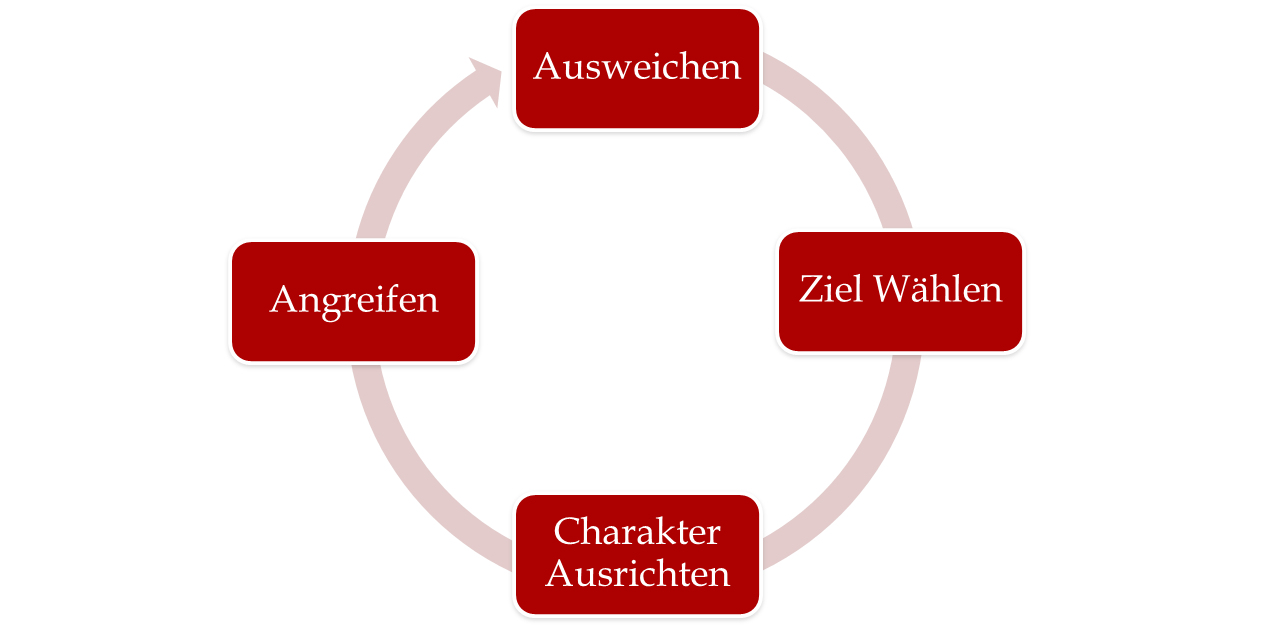 Ausweichen
Ziel Wählen
Charakter
Ausrichten
Angreifen